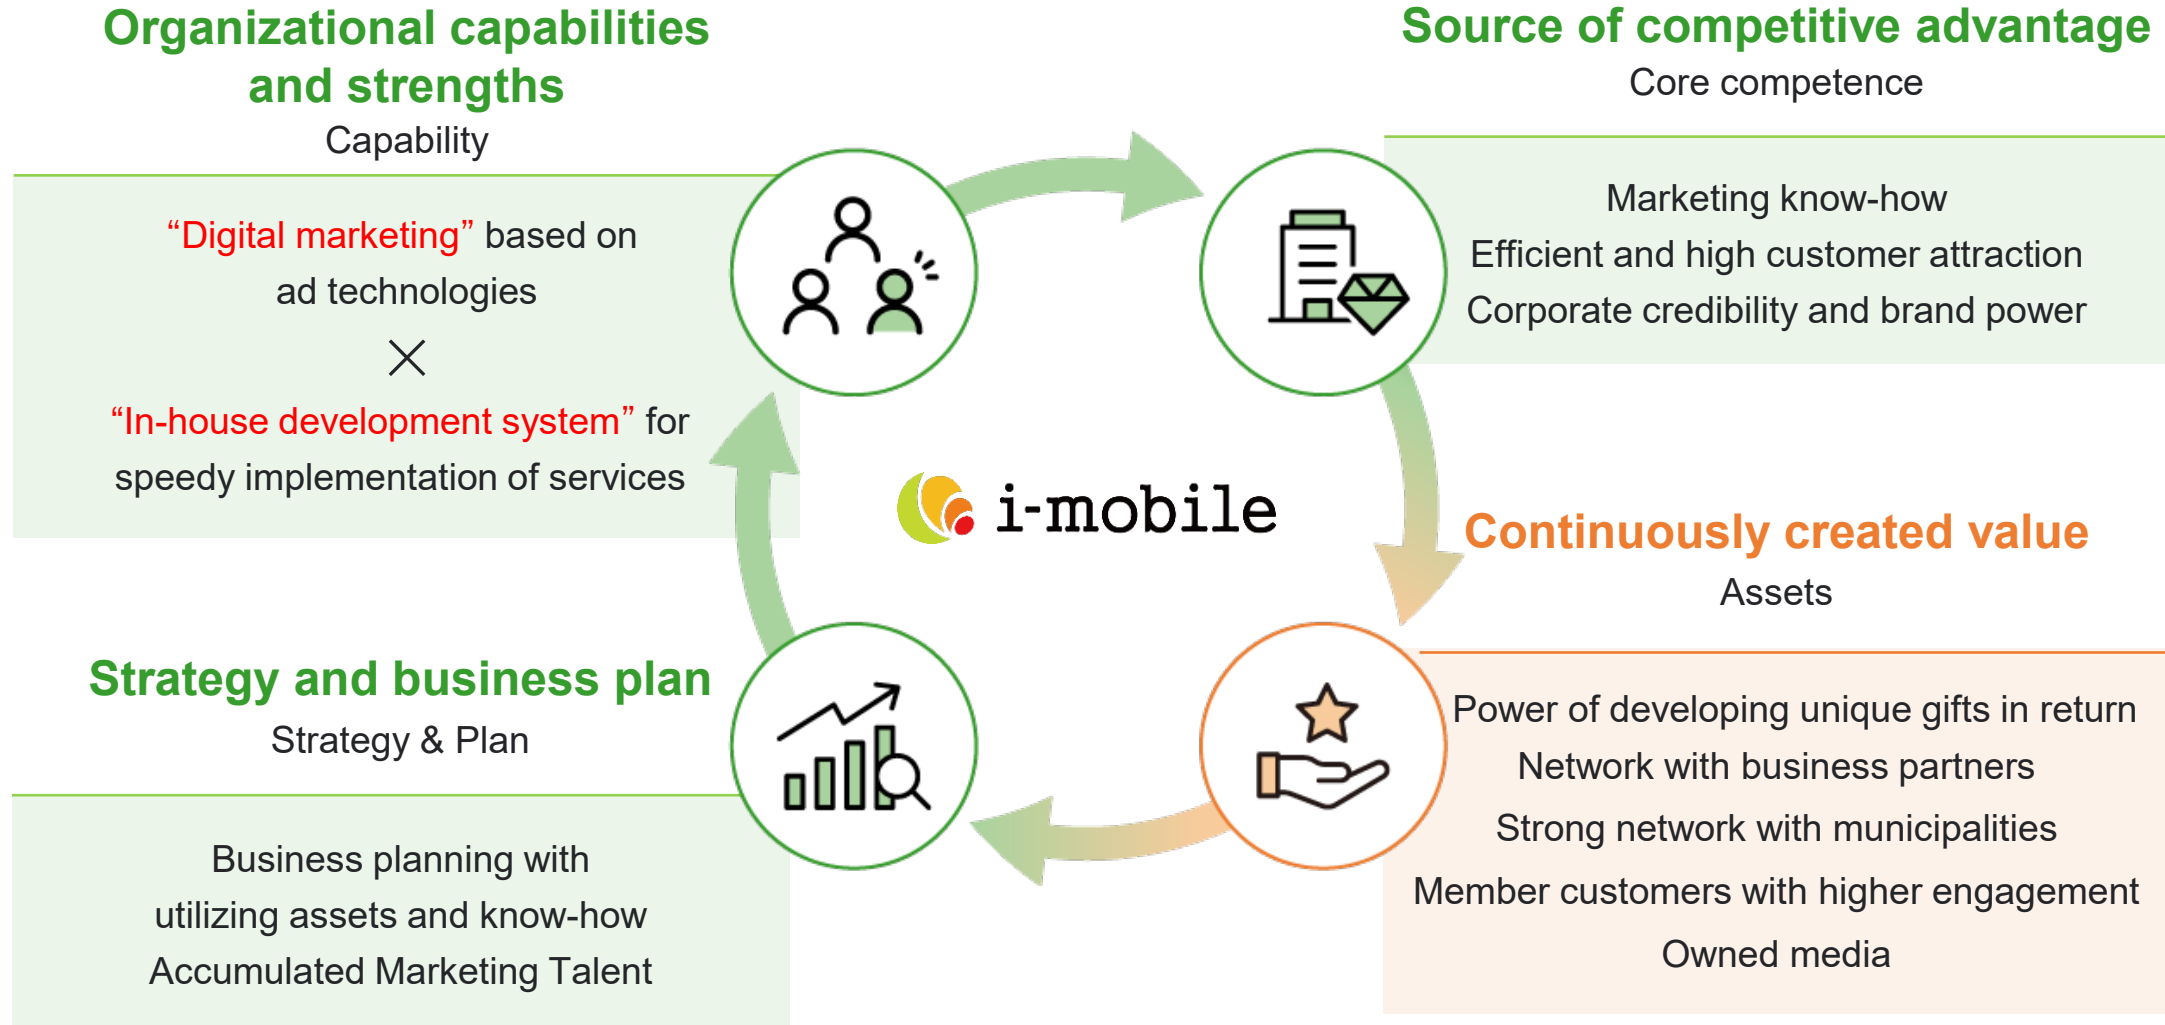 Organizational capabilities
and strengths
Capability
“Digital marketing” based on
ad technologies
×
“In-house development system” for
speedy implementation of services
Source of competitive advantage
Core competence
Marketing know-how
Efficient and high customer attraction
Corporate credibility and brand power
i-mobile
Continuously created value
Assets
Power of developing unique gifts in return
Network with business partners
Strong network with municipalities
Member customers with higher engagement
Owned media
Strategy and business plan
Strategy & Plan
Business planning with
utilizing assets and know-how
Accumulated Marketing Talent